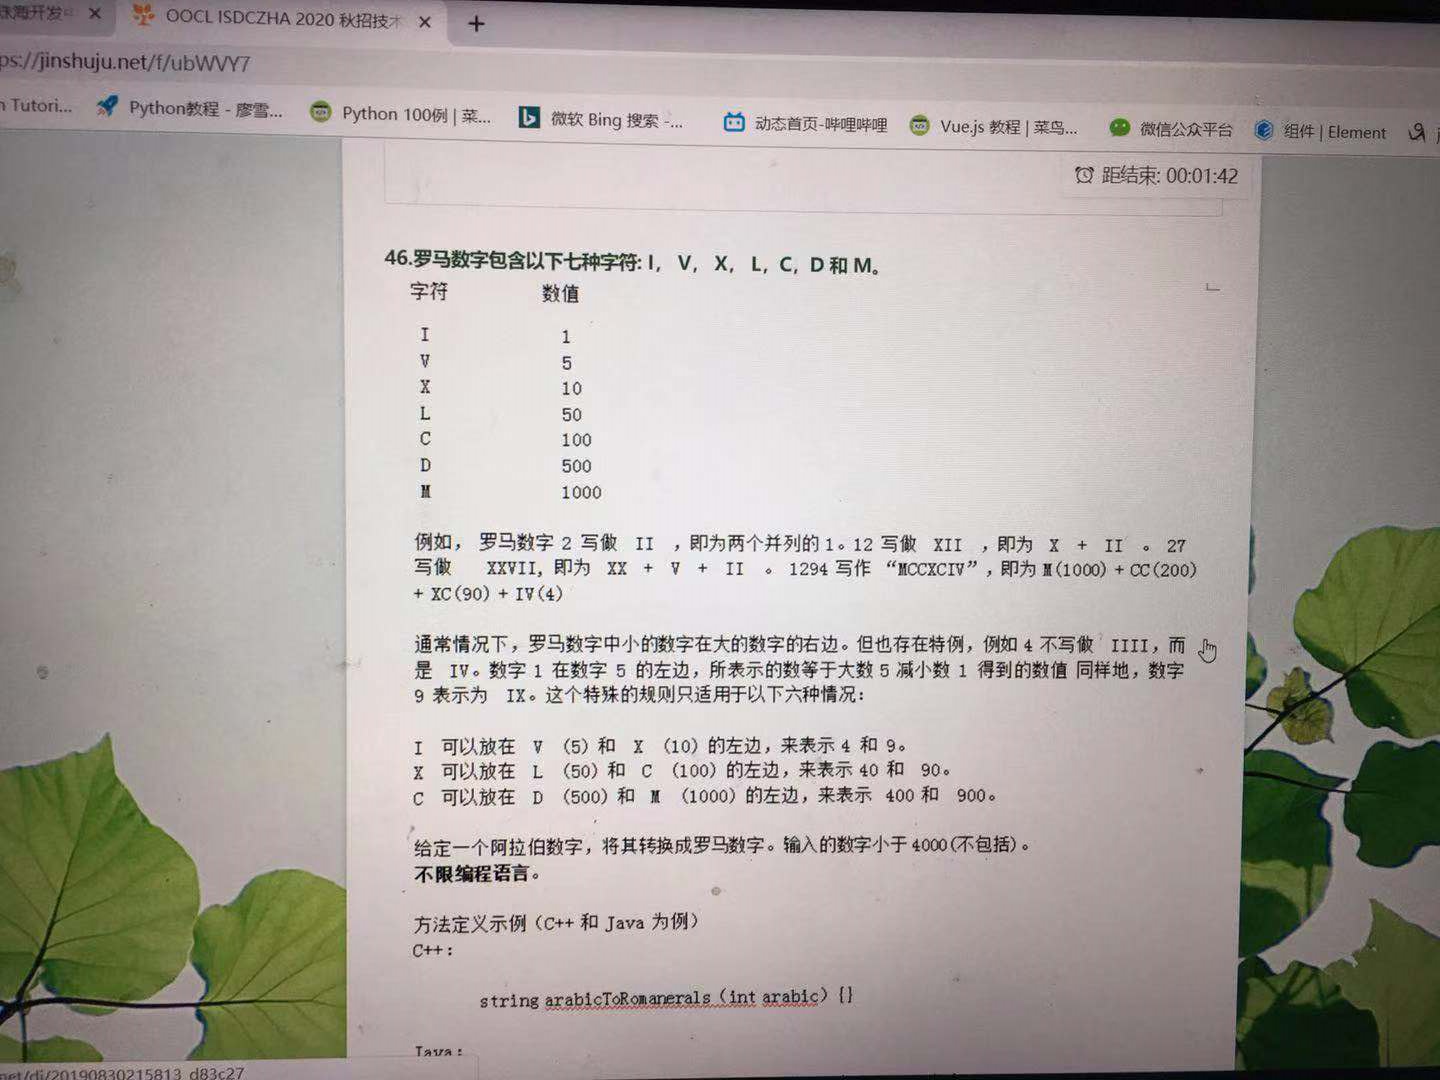 珠海开发
OOCL ISDCZHA 2020 秋招技术
ps://jinshuju.net/f/ubWVY7
n Tutori...
Python教程 - 廖雪...
Python 100例 | 菜...
微软 Bing 搜索 -...
动态首页-哔哩哔哩
Vue.js 教程 | 菜鸟...
微信公众平台
组件 | Element
距结束: 00:01:42
46.罗马数字包含以下七种字符: I， V， X， L，C，D 和 M。
字符 数值
I 1
V 5
X 10
L 50
C 100
D 500
M 1000
例如， 罗马数字 2 写做 II ，即为两个并列的 1。12 写做 XII ，即为 X + II 。 27
写做 XXVII, 即为 XX + V + II 。 1294 写作 “MCCXCIV”，即为 M(1000) + CC(200)
+ XC(90) + IV(4)
通常情况下，罗马数字中小的数字在大的数字的右边。但也存在特例，例如 4 不写做 IIII，而
是 IV。数字 1 在数字 5 的左边，所表示的数等于大数 5 减小数 1 得到的数值 同样地，数字
9 表示为 IX。这个特殊的规则只适用于以下六种情况：
I 可以放在 V （5）和 X （10）的左边，来表示 4 和 9。
X 可以放在 L （50）和 C （100）的左边，来表示 40 和 90。
C 可以放在 D （500）和 M （1000）的左边，来表示 400 和 900。
给定一个阿拉伯数字，将其转换成罗马数字。输入的数字小于 4000(不包括)。
不限编程语言。
方法定义示例（C++ 和 Java 为例）
C++：
string arabicToRomanerals（int arabic）{}
Java：
net/di/20190830215813_d83c27